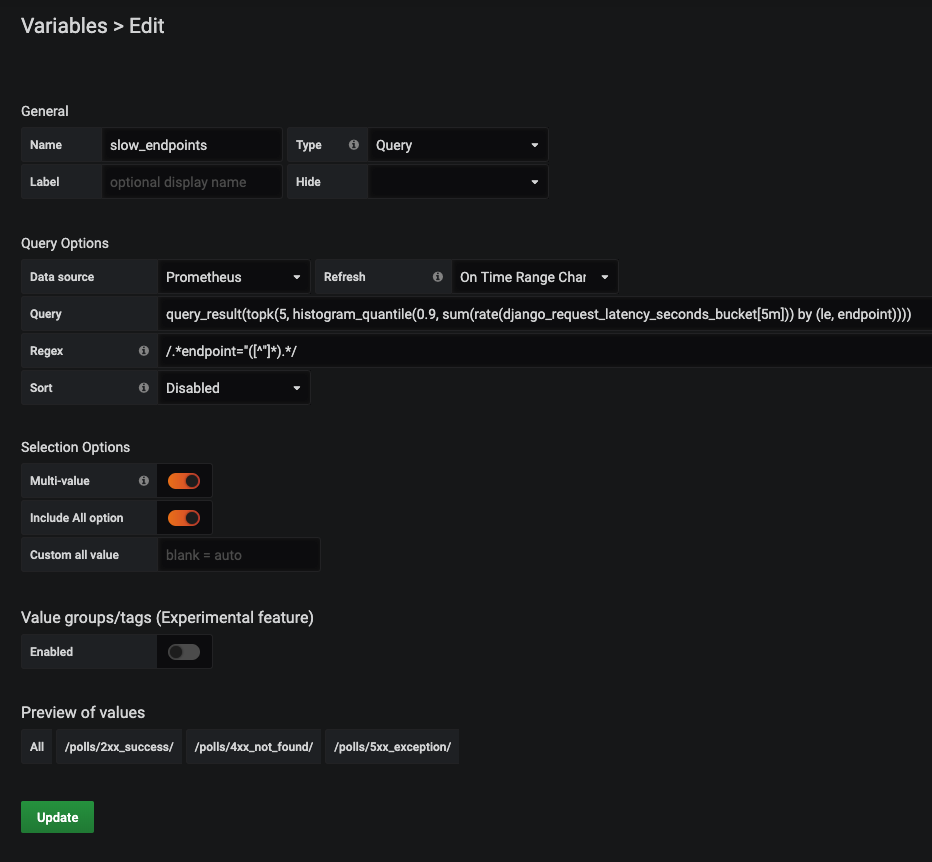 Variables > Edit
General
Name slow_endpoints Type Query
Label optional display name Hide
Query Options
Data source Prometheus Refresh On Time Range Char
Query query_result(topk(5, histogram_quantile(0.9, sum(rate(django_request_latency_seconds_bucket[5m])) by (le, endpoint))))
Regex /.*endpoint="([^"]*).*/
Sort Disabled
Selection Options
Multi-value
Include All option
Custom all value blank = auto
Value groups/tags (Experimental feature)
Enabled
Preview of values
All /polls/2xx_success/ /polls/4xx_not_found/ /polls/5xx_exception/
Update